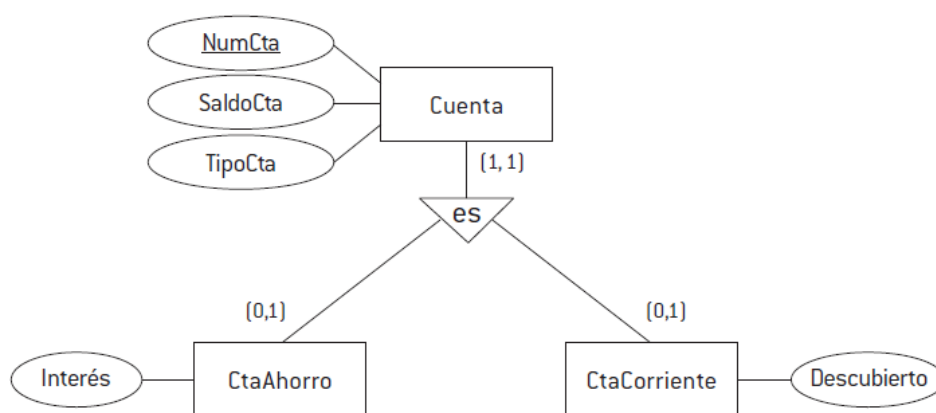 NumCta
SaldoCta
TipoCta
Cuenta
(1, 1)
es
(0,1)
(0,1)
Interés
CtaAhorro
CtaCorriente
Descubierto